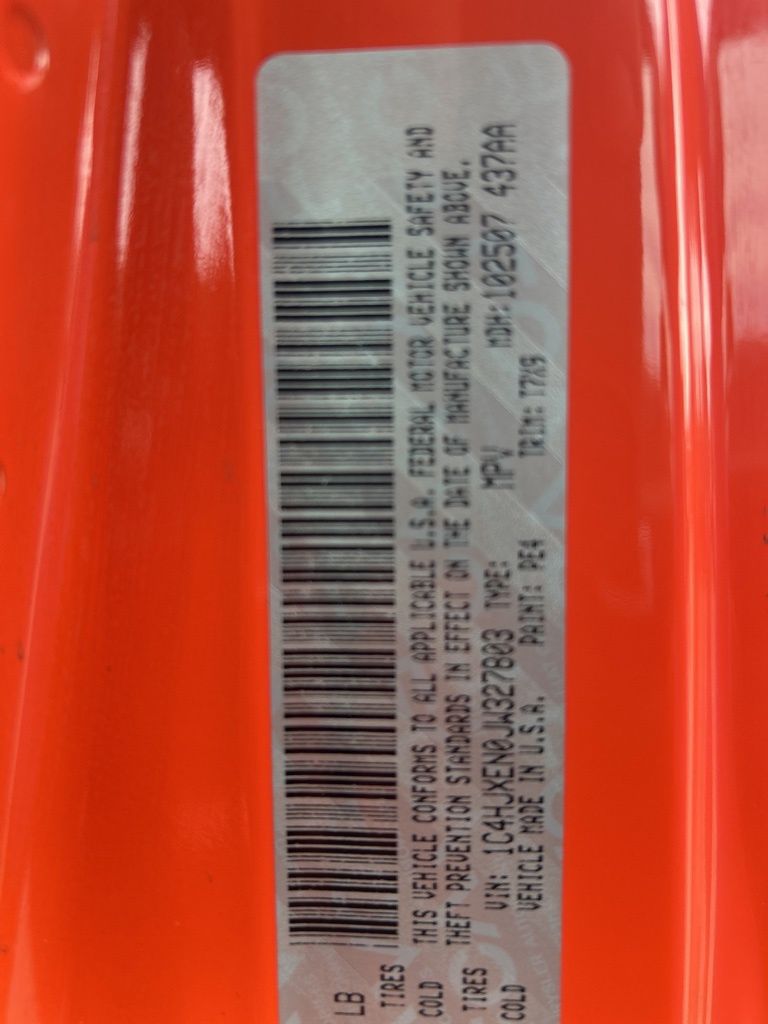 LB
TIRES
COLD
TIRES
COLD
THIS VEHICLE CONFORMS TO ALL APPLICABLE U.S.A. FEDERAL MOTOR VEHICLE SAFETY AND
THEFT PREVENTION STANDARDS IN EFFECT ON THE DATE OF MANUFACTURE SHOWN ABOVE.
VIN: 1C4HJXEN0JW327803 TYPE: MPV MDH:102507 437AA
VEHICLE MADE IN U.S.A. PAINT: PE4 TRIM: T7X9